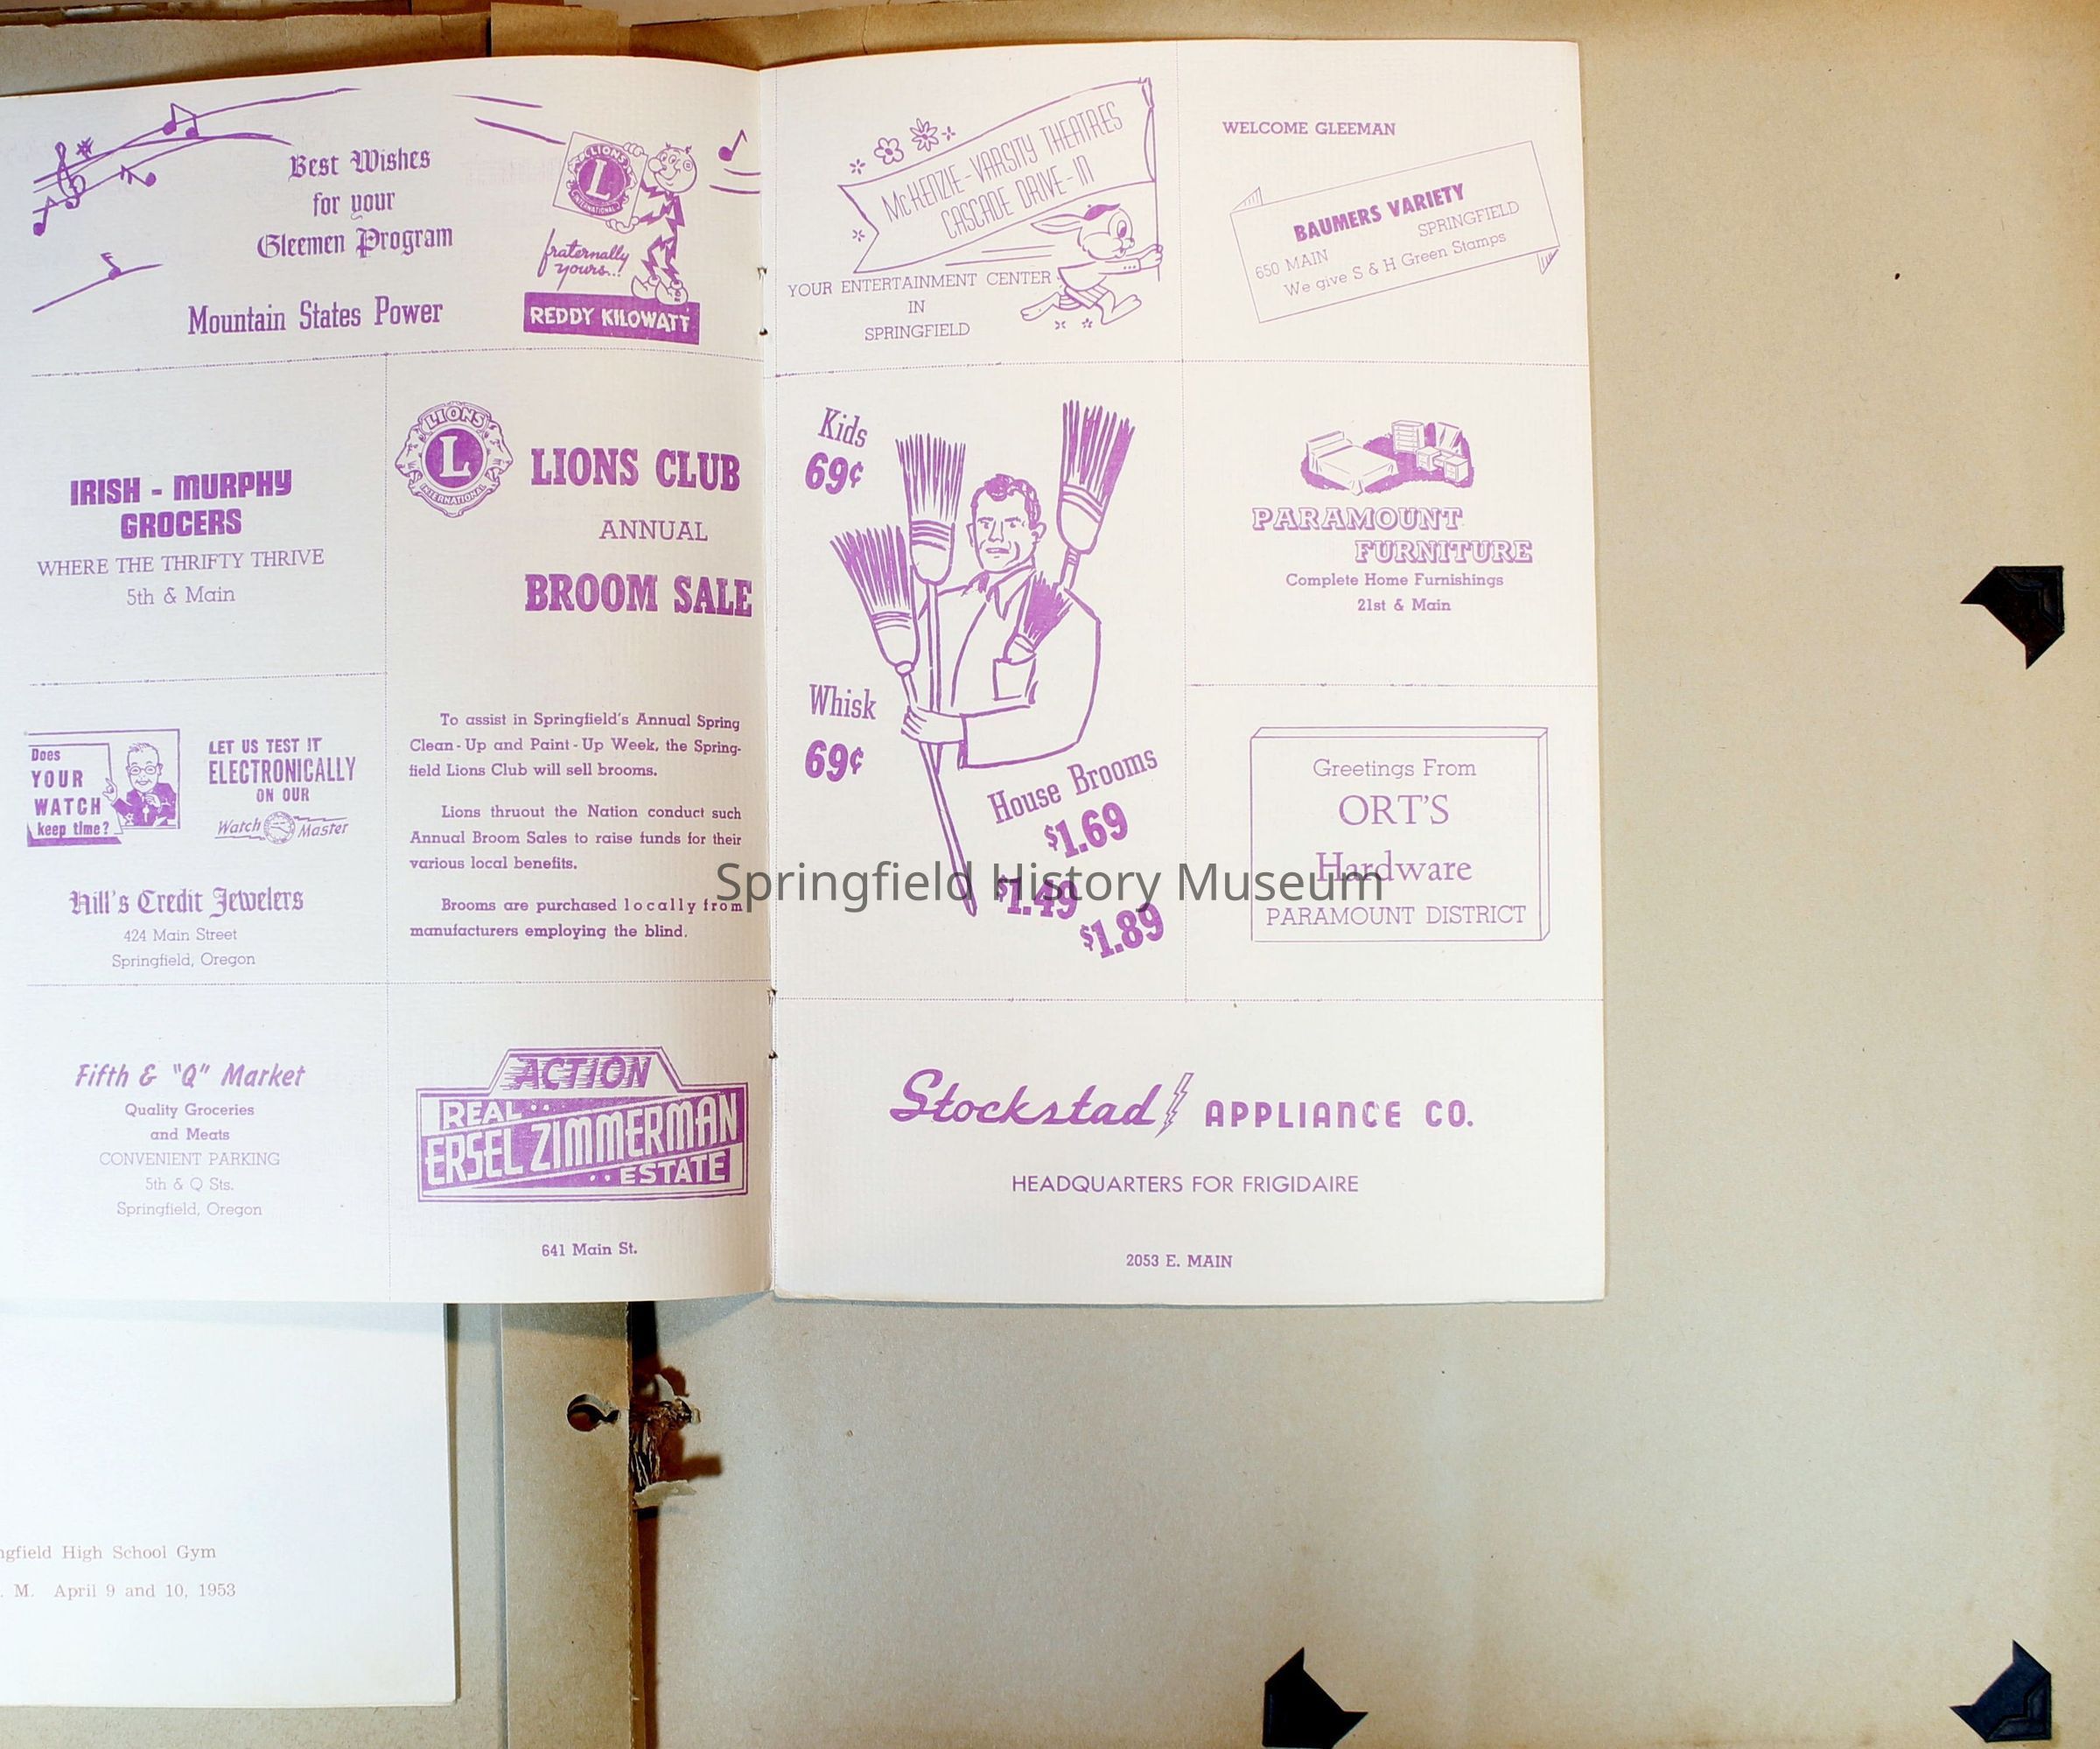 Best Wishes
for your
Gleemen Program
Mountain States Power
LIONS
L
INTERNATIONAL
fraternally
yours..!
REDDY KILOWATT
IRISH - MURPHY
GROCERS
WHERE THE THRIFTY THRIVE
5th & Main
LIONS
L
INTERNATIONAL
LIONS CLUB
ANNUAL
BROOM SALE
To assist in Springfield's Annual Spring
Clean-Up and Paint-Up Week, the Spring-
field Lions Club will sell brooms.
Lions thruout the Nation conduct such
Annual Broom Sales to raise funds for their
various local benefits.
Brooms are purchased locally from
manufacturers employing the blind.
Does
YOUR
WATCH
keep time?
LET US TEST IT
ELECTRONICALLY
ON OUR
Watch Master
Hill's Credit Jewelers
424 Main Street
Springfield, Oregon
Fifth & "Q" Market
Quality Groceries
and Meats
CONVENIENT PARKING
5th & Q Sts.
Springfield, Oregon
ACTION
REAL
ERSEL ZIMMERMAN
ESTATE
641 Main St.
McKENZIE-VARSITY THEATRES
CASCADE DRIVE-IN
YOUR ENTERTAINMENT CENTER
IN
SPRINGFIELD
WELCOME GLEEMAN
BAUMERS VARIETY
650 MAIN SPRINGFIELD
We give S & H Green Stamps
Kids
69¢
Whisk
69¢
House Brooms
$1.69
$1.49
$1.89
PARAMOUNT
FURNITURE
Complete Home Furnishings
21st & Main
Greetings From
ORT'S
Hardware
PARAMOUNT DISTRICT
Stockstad APPLIANCE CO.
HEADQUARTERS FOR FRIGIDAIRE
2053 E. MAIN
Springfield History Museum
ngfield High School Gym
. M. April 9 and 10, 1953